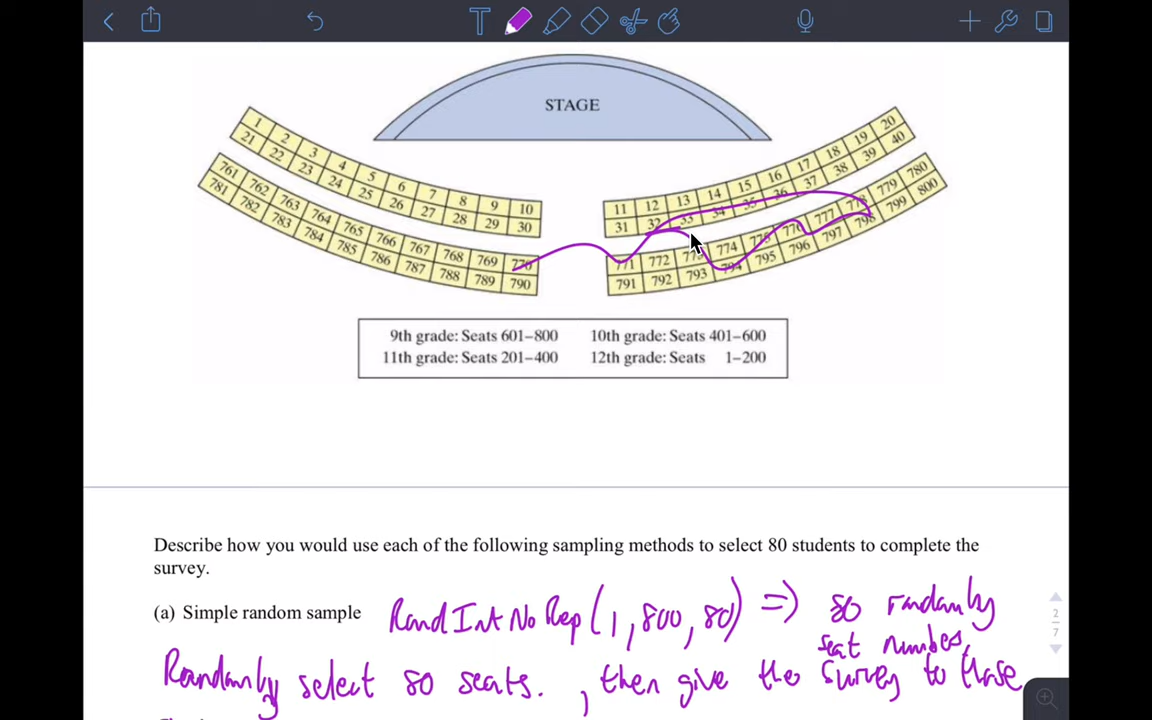 STAGE
1 2 3 4 5 6 7 8 9 10 11 12 13 14 15 16 17 18 19 20
21 22 23 24 25 26 27 28 29 30 31 32 33 34 35 36 37 38 39 40
761 762 763 764 765 766 767 768 769 770 771 772 773 774 775 776 777 778 779 780
781 782 783 784 785 786 787 788 789 790 791 792 793 794 795 796 797 798 799 800
9th grade: Seats 601–800 10th grade: Seats 401–600
11th grade: Seats 201–400 12th grade: Seats 1–200
Describe how you would use each of the following sampling methods to select 80 students to complete the
survey.
(a) Simple random sample RandIntNoRep(1,800,80) => 80 randomly
seat numbers.
Randomly select 80 seats. , then give the survey to those
2
7